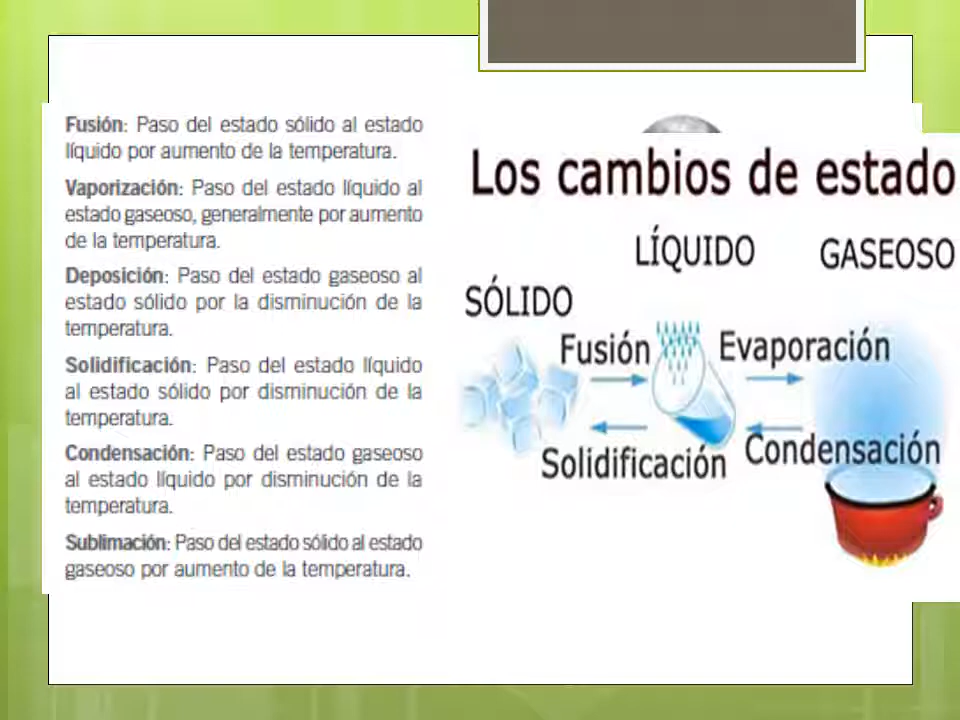 Fusión: Paso del estado sólido al estado
líquido por aumento de la temperatura.
Vaporización: Paso del estado líquido al
estado gaseoso, generalmente por aumento
de la temperatura.
Deposición: Paso del estado gaseoso al
estado sólido por la disminución de la
temperatura.
Solidificación: Paso del estado líquido
al estado sólido por disminución de la
temperatura.
Condensación: Paso del estado gaseoso
al estado líquido por disminución de la
temperatura.
Sublimación: Paso del estado sólido al estado
gaseoso por aumento de la temperatura.
Los cambios de estado
LÍQUIDO GASEOSO
SÓLIDO
Fusión Evaporación
Solidificación Condensación